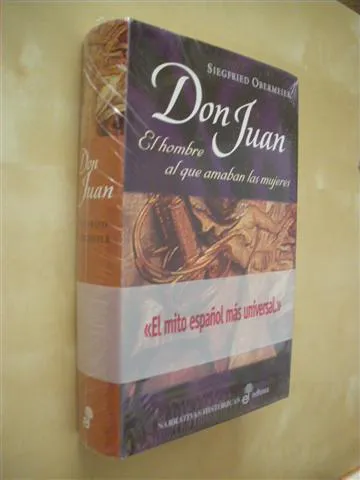 SIEGFRIED OBERMEIER
Don Juan
El hombre
al que amaban las mujeres
«El mito español más universal.»
NARRATIVAS HISTÓRICAS
edhasa
Don
Juan